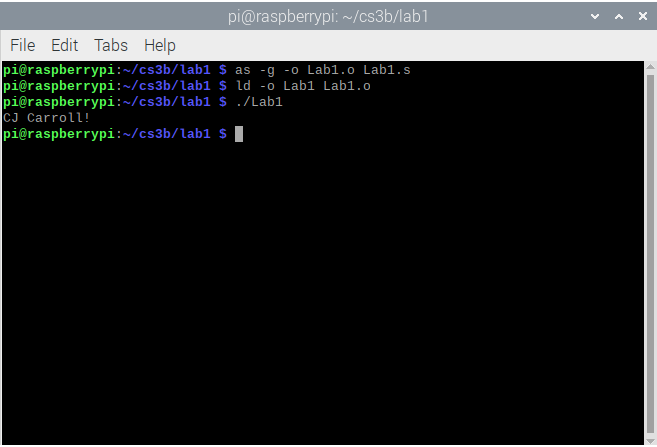 pi@raspberrypi: ~/cs3b/lab1
File Edit Tabs Help
pi@raspberrypi:~/cs3b/lab1 $ as -g -o Lab1.o Lab1.s
pi@raspberrypi:~/cs3b/lab1 $ ld -o Lab1 Lab1.o
pi@raspberrypi:~/cs3b/lab1 $ ./Lab1
CJ Carroll!
pi@raspberrypi:~/cs3b/lab1 $